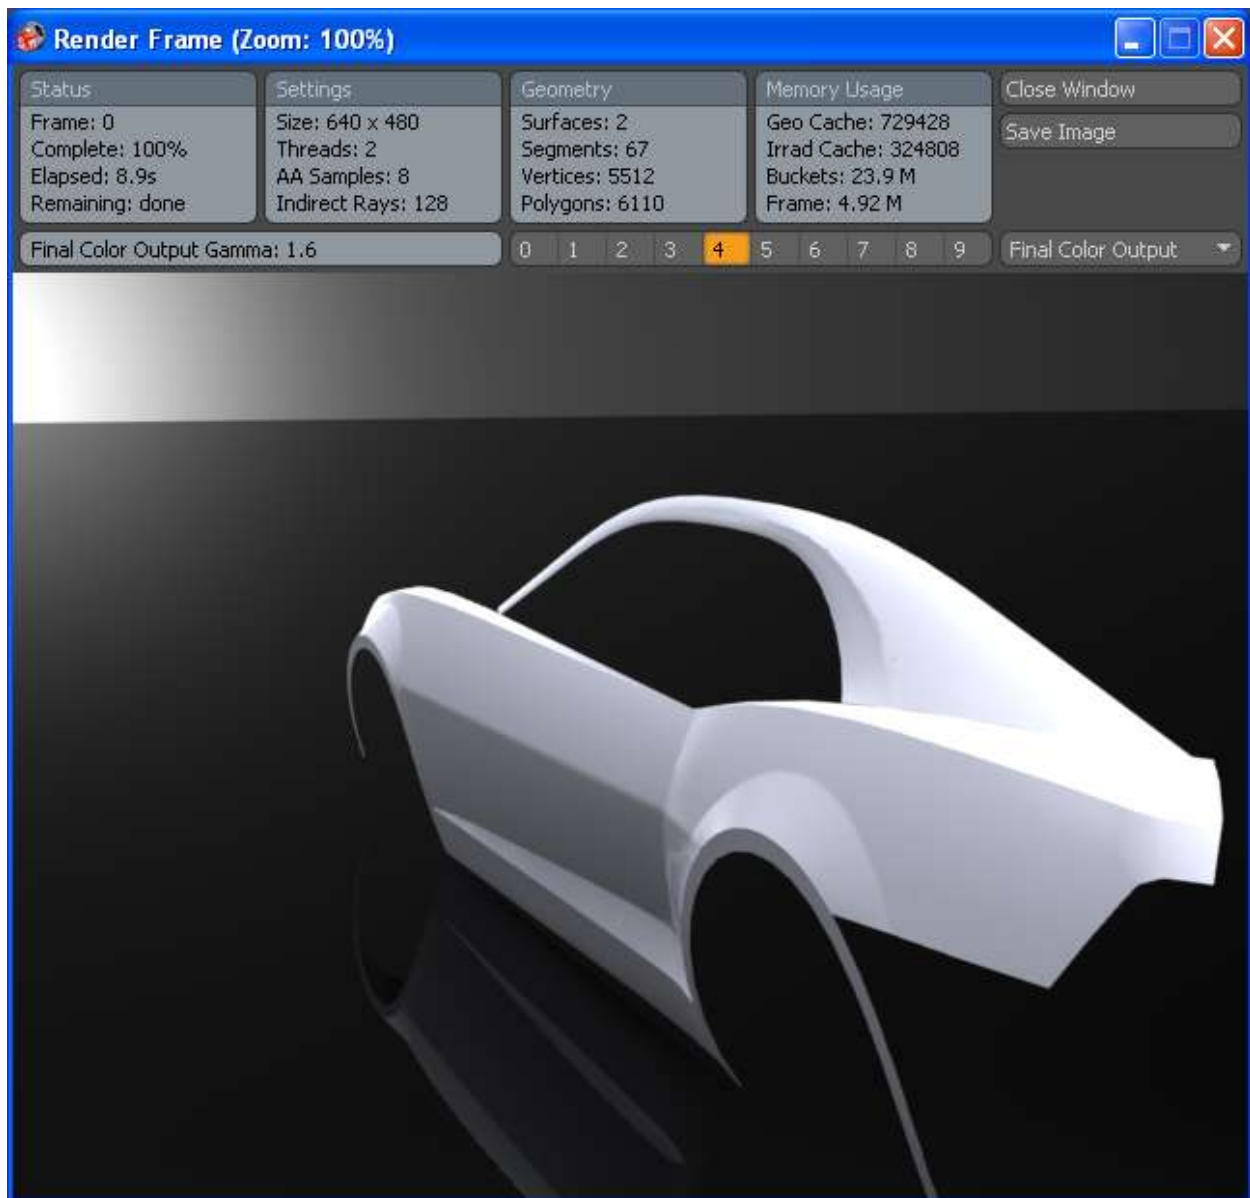 Render Frame (Zoom: 100%)
Status
Frame: 0
Complete: 100%
Elapsed: 8.9s
Remaining: done
Settings
Size: 640 x 480
Threads: 2
AA Samples: 8
Indirect Rays: 128
Geometry
Surfaces: 2
Segments: 67
Vertices: 5512
Polygons: 6110
Memory Usage
Geo Cache: 729428
Irrad Cache: 324808
Buckets: 23.9 M
Frame: 4.92 M
Close Window
Save Image
Final Color Output Gamma: 1.6
0 1 2 3 4 5 6 7 8 9
Final Color Output